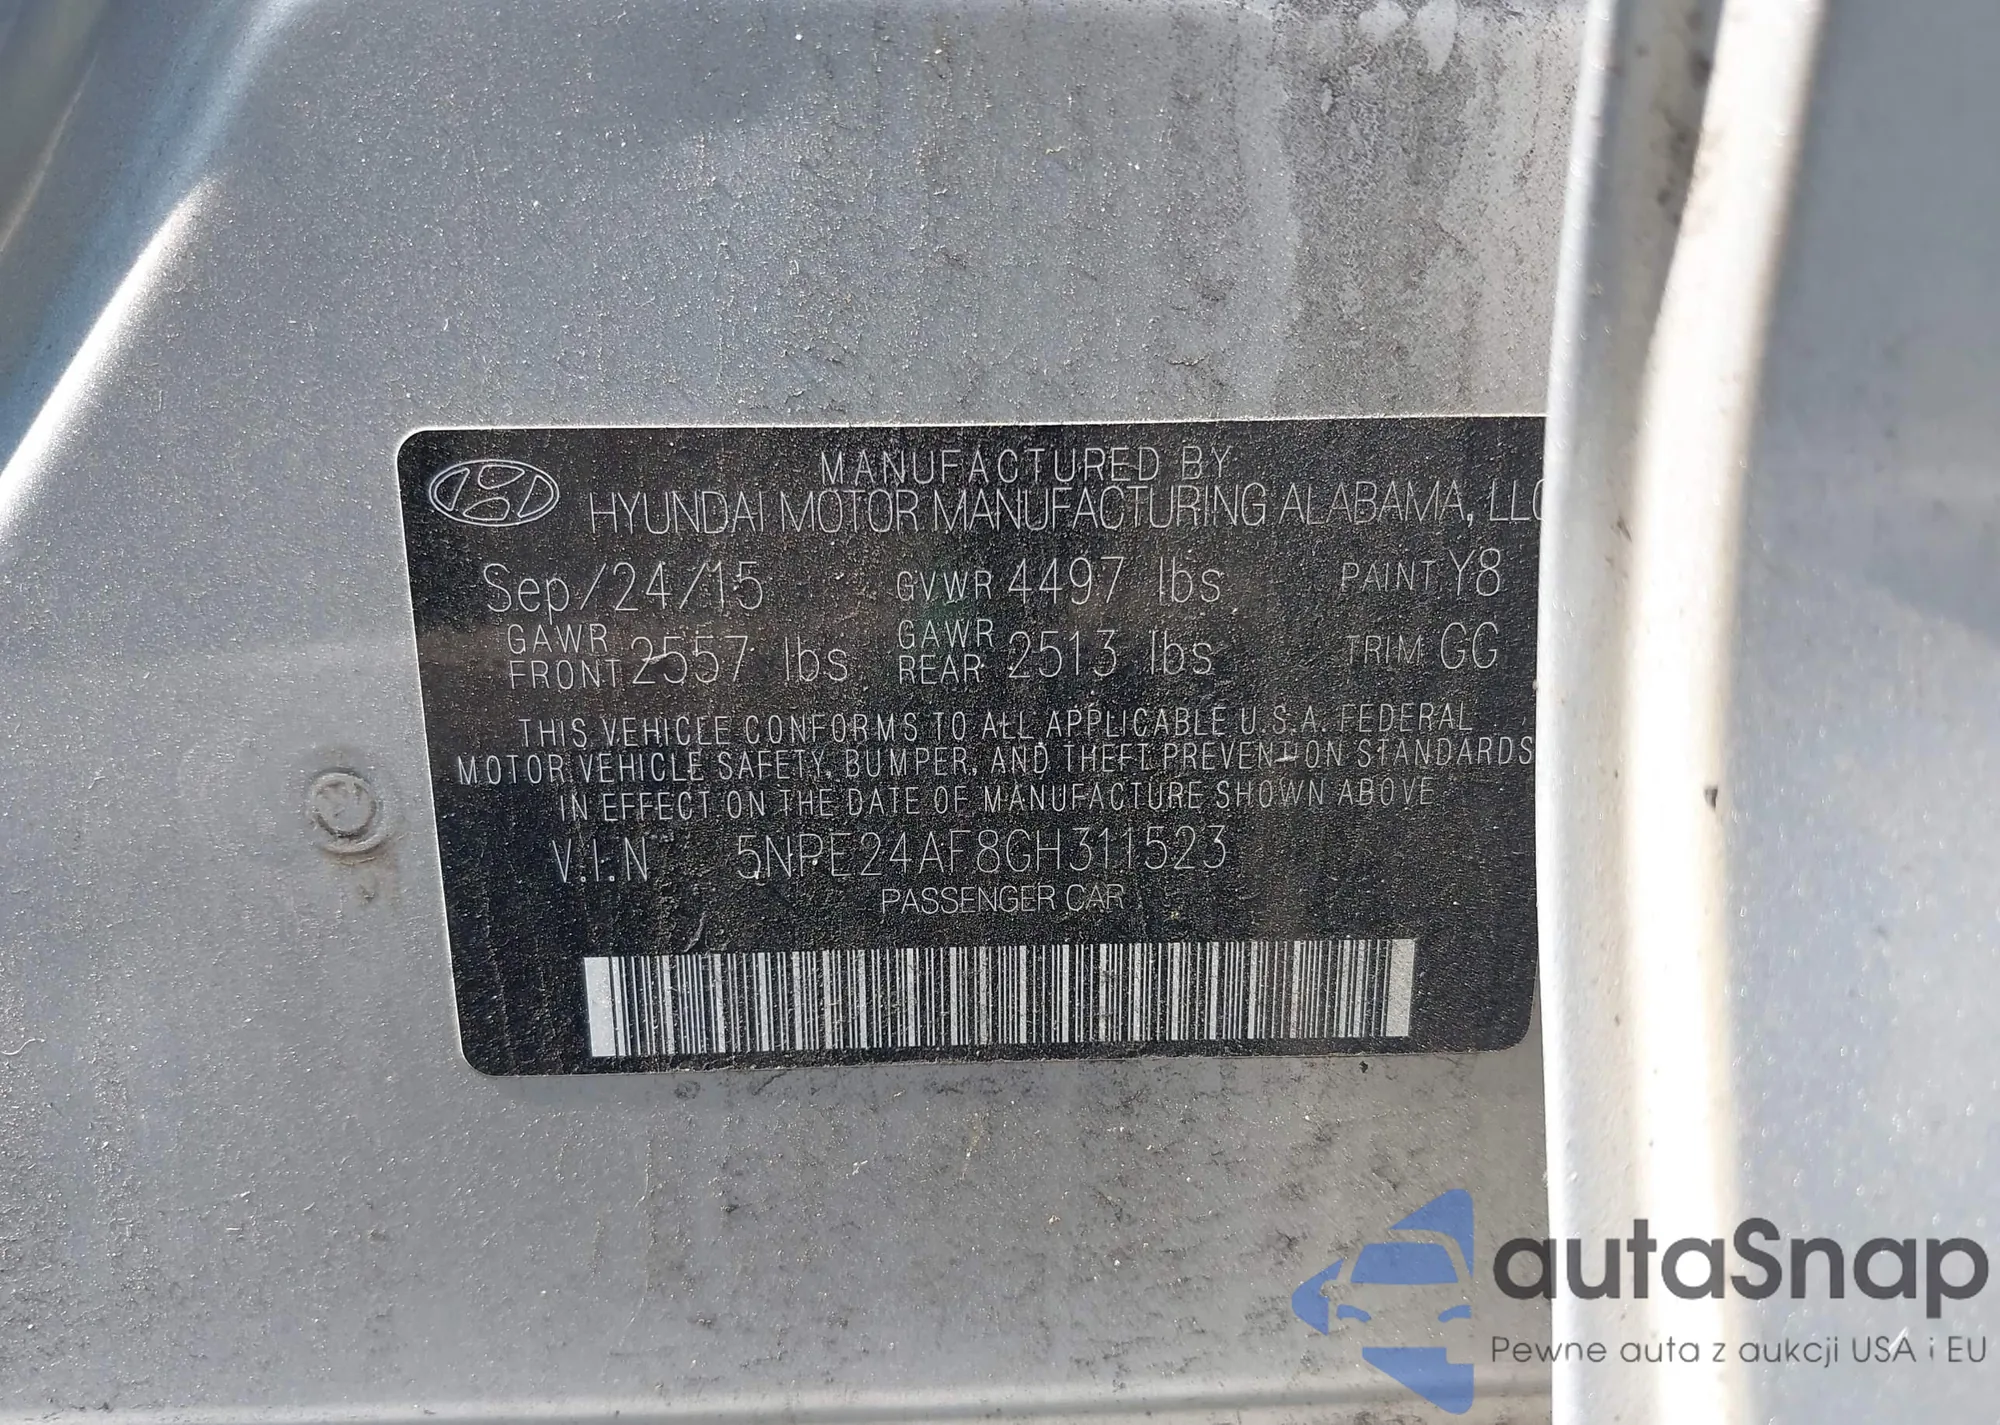 MANUFACTURED BY
HYUNDAI MOTOR MANUFACTURING ALABAMA, LLC
Sep/24/15 GVWR 4497 lbs PAINT Y8
GAWR FRONT 2557 lbs GAWR REAR 2513 lbs TRIM GG
THIS VEHICLE CONFORMS TO ALL APPLICABLE U.S.A. FEDERAL
MOTOR VEHICLE SAFETY, BUMPER, AND THEFT PREVENTION STANDARDS
IN EFFECT ON THE DATE OF MANUFACTURE SHOWN ABOVE
V.I.N 5NPE24AF8GH311523
PASSENGER CAR
autaSnap
Pewne auta z aukcji USA i EU